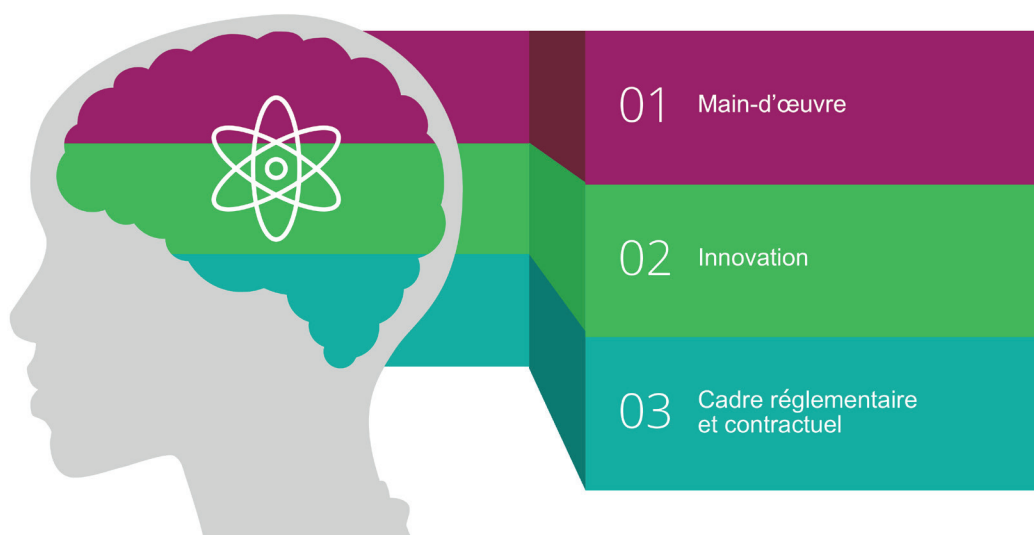 01 Main-d’œuvre
02 Innovation
03 Cadre réglementaire
et contractuel